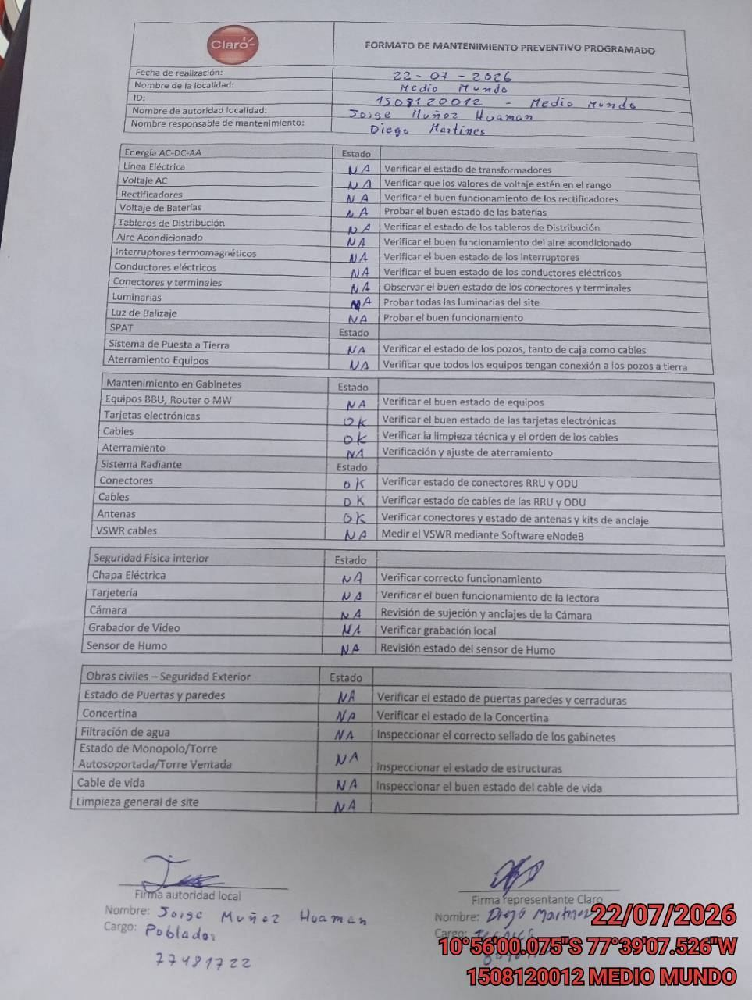 Claro
FORMATO DE MANTENIMIENTO PREVENTIVO PROGRAMADO
Fecha de realización: 22-07-2026
Nombre de la localidad: Medio Mundo
ID: 1508120012 - Medio Mundo
Nombre de autoridad localidad: Jorge Muñoz Huaman
Nombre responsable de mantenimiento: Diego Martines
Energía AC-DC-AA Estado
Línea Eléctrica NA Verificar el estado de transformadores
Voltaje AC NA Verificar que los valores de voltaje estén en el rango
Rectificadores NA Verificar el buen funcionamiento de los rectificadores
Voltaje de Baterías NA Probar el buen estado de las baterías
Tableros de Distribución NA Verificar el estado de los tableros de Distribución
Aire Acondicionado NA Verificar el buen funcionamiento del aire acondicionado
Interruptores termomagnéticos NA Verificar el buen estado de los interruptores
Conductores eléctricos NA Verificar el buen estado de los conductores eléctricos
Conectores y terminales NA Observar el buen estado de los conectores y terminales
Luminarias NA Probar todas las luminarias del site
Luz de Balizaje NA Probar el buen funcionamiento
SPAT Estado
Sistema de Puesta a Tierra NA Verificar el estado de los pozos, tanto de caja como cables
Aterramiento Equipos NA Verificar que todos los equipos tengan conexión a los pozos a tierra
Mantenimiento en Gabinetes Estado
Equipos BBU, Router o MW NA Verificar el buen estado de equipos
Tarjetas electrónicas OK Verificar el buen estado de las tarjetas electrónicas
Cables OK Verificar la limpieza técnica y el orden de los cables
Aterramiento NA Verificación y ajuste de aterramiento
Sistema Radiante Estado
Conectores OK Verificar estado de conectores RRU y ODU
Cables OK Verificar estado de cables de las RRU y ODU
Antenas OK Verificar conectores y estado de antenas y kits de anclaje
VSWR cables NA Medir el VSWR mediante Software eNodeB
Seguridad Física interior Estado
Chapa Eléctrica NA Verificar correcto funcionamiento
Tarjetería NA Verificar el buen funcionamiento de la lectora
Cámara NA Revisión de sujeción y anclajes de la Cámara
Grabador de Video NA Verificar grabación local
Sensor de Humo NA Revisión estado del sensor de Humo
Obras civiles – Seguridad Exterior Estado
Estado de Puertas y paredes NA Verificar el estado de puertas paredes y cerraduras
Concertina NA Verificar el estado de la Concertina
Filtración de agua NA Inspeccionar el correcto sellado de los gabinetes
Estado de Monopolo/Torre
Autosoportada/Torre Ventada NA Inspeccionar el estado de estructuras
Cable de vida NA Inspeccionar el buen estado del cable de vida
Limpieza general de site NA
Firma autoridad local
Nombre: Jorge Muñoz Huaman
Cargo: Poblador
77481722
Firma representante Claro
Nombre: Diego Martinez
Cargo:
22/07/2026
10°56'00.075"S 77°39'07.526"W
1508120012 MEDIO MUNDO